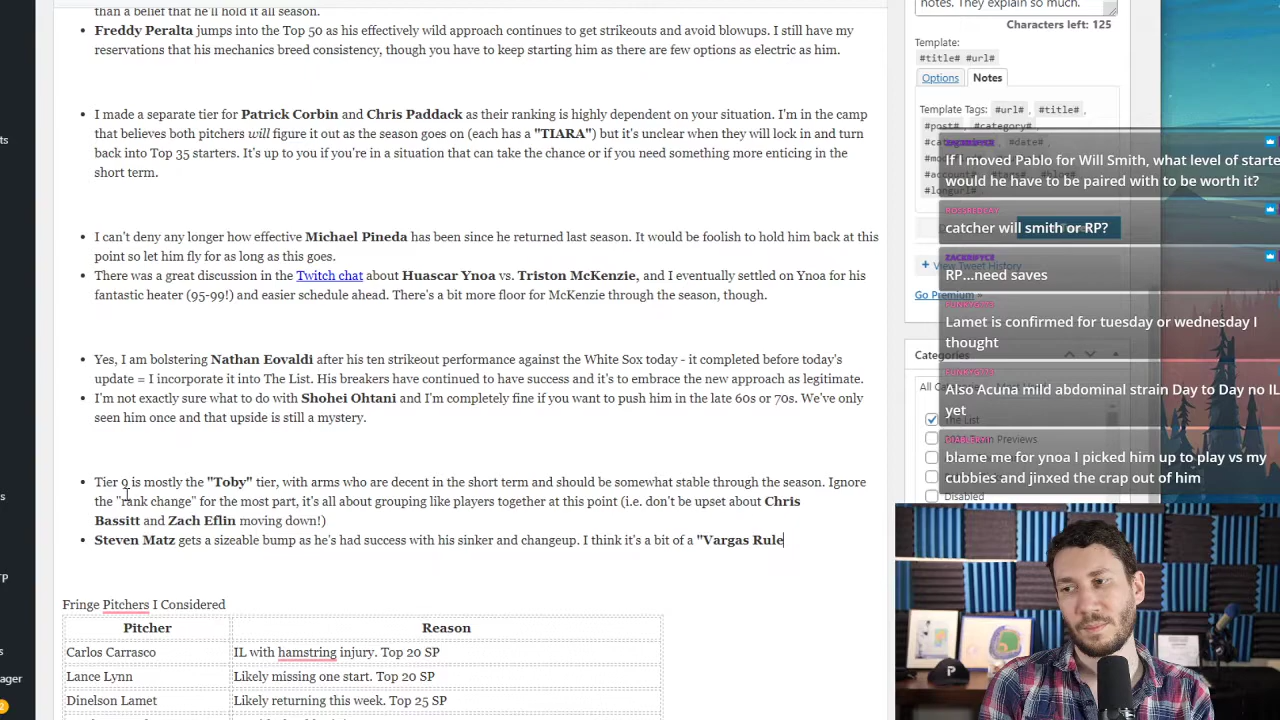 than a belief that he'll hold it all season.
Freddy Peralta jumps into the Top 50 as his effectively wild approach continues to get strikeouts and avoid blowups. I still have my
reservations that his mechanics breed consistency, though you have to keep starting him as there are few options as electric as him.
I made a separate tier for Patrick Corbin and Chris Paddack as their ranking is highly dependent on your situation. I'm in the camp
that believes both pitchers will figure it out as the season goes on (each has a "TIARA") but it's unclear when they will lock in and turn
back into Top 35 starters. It's up to you if you're in a situation that can take the chance or if you need something more enticing in the
short term.
I can't deny any longer how effective Michael Pineda has been since he returned last season. It would be foolish to hold him back at this
point so let him fly for as long as this goes.
There was a great discussion in the Twitch chat about Huascar Ynoa vs. Triston McKenzie, and I eventually settled on Ynoa for his
fantastic heater (95-99!) and easier schedule ahead. There's a bit more floor for McKenzie through the season, though.
Yes, I am bolstering Nathan Eovaldi after his ten strikeout performance against the White Sox today - it completed before today's
update = I incorporate it into The List. His breakers have continued to have success and it's to embrace the new approach as legitimate.
I'm not exactly sure what to do with Shohei Ohtani and I'm completely fine if you want to push him in the late 60s or 70s. We've only
seen him once and that upside is still a mystery.
Tier 9 is mostly the "Toby" tier, with arms who are decent in the short term and should be somewhat stable through the season. Ignore
the "rank change" for the most part, it's all about grouping like players together at this point (i.e. don't be upset about Chris
Bassitt and Zach Eflin moving down!)
Steven Matz gets a sizeable bump as he's had success with his sinker and changeup. I think it's a bit of a "Vargas Rule
Fringe Pitchers I Considered
Pitcher Reason
Carlos Carrasco IL with hamstring injury. Top 20 SP
Lance Lynn Likely missing one start. Top 20 SP
Dinelson Lamet Likely returning this week. Top 25 SP
notes. They explain so much.
Characters left: 125
Template:
#title# #url#
Options Notes
Template Tags: #url# , #title# ,
#post# , #category# ,
#date# ,
#longurl#
+ View Tweet History
Go Premium »
Categories
The List
Disabled
If I moved Pablo for Will Smith, what level of starte
would he have to be paired with to be worth it?
ROSSREDEAY
catcher will smith or RP?
RP...need saves
Lamet is confirmed for tuesday or wednesday I
thought
Also Acuna mild abdominal strain Day to Day no IL
yet
blame me for ynoa I picked him up to play vs my
cubbies and jinxed the crap out of him